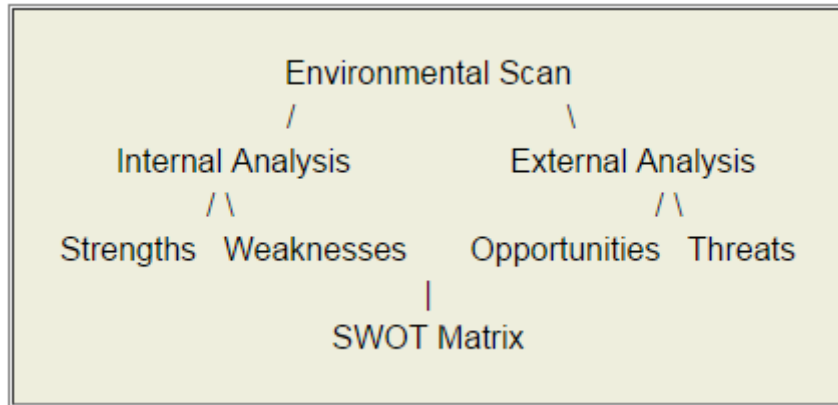 Environmental Scan
/ \
Internal Analysis External Analysis
/ \ / \
Strengths Weaknesses Opportunities Threats
|
SWOT Matrix